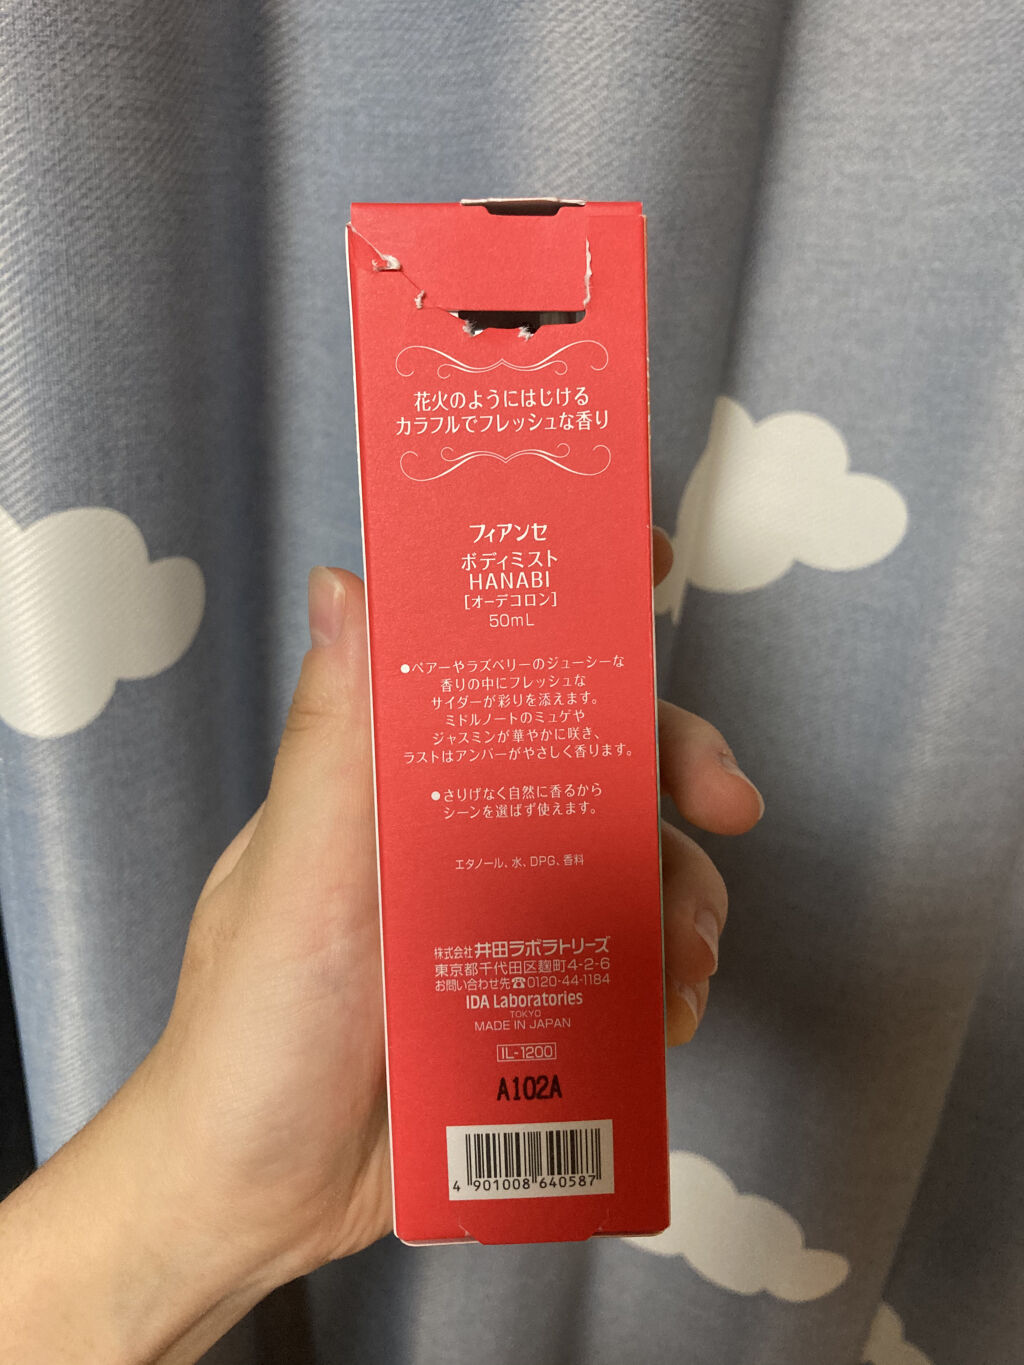 花火のようにはじける
カラフルでフレッシュな香り
フィアンセ
ボディミスト
HANABI
[オーデコロン]
50mL
●ペアーやラズベリーのジューシーな
香りの中にフレッシュな
サイダーが彩りを添えます。
ミドルノートのミュゲや
ジャスミンが華やかに咲き、
ラストはアンバーがやさしく香ります。
●さりげなく自然に香るから
シーンを選ばず使えます。
エタノール、水、DPG、香料
株式会社 井田ラボラトリーズ
東京都千代田区麹町4-2-6
お問い合わせ先☎0120-44-1184
IDA Laboratories
TOKYO
MADE IN JAPAN
IL-1200
A102A
4 901008 640587